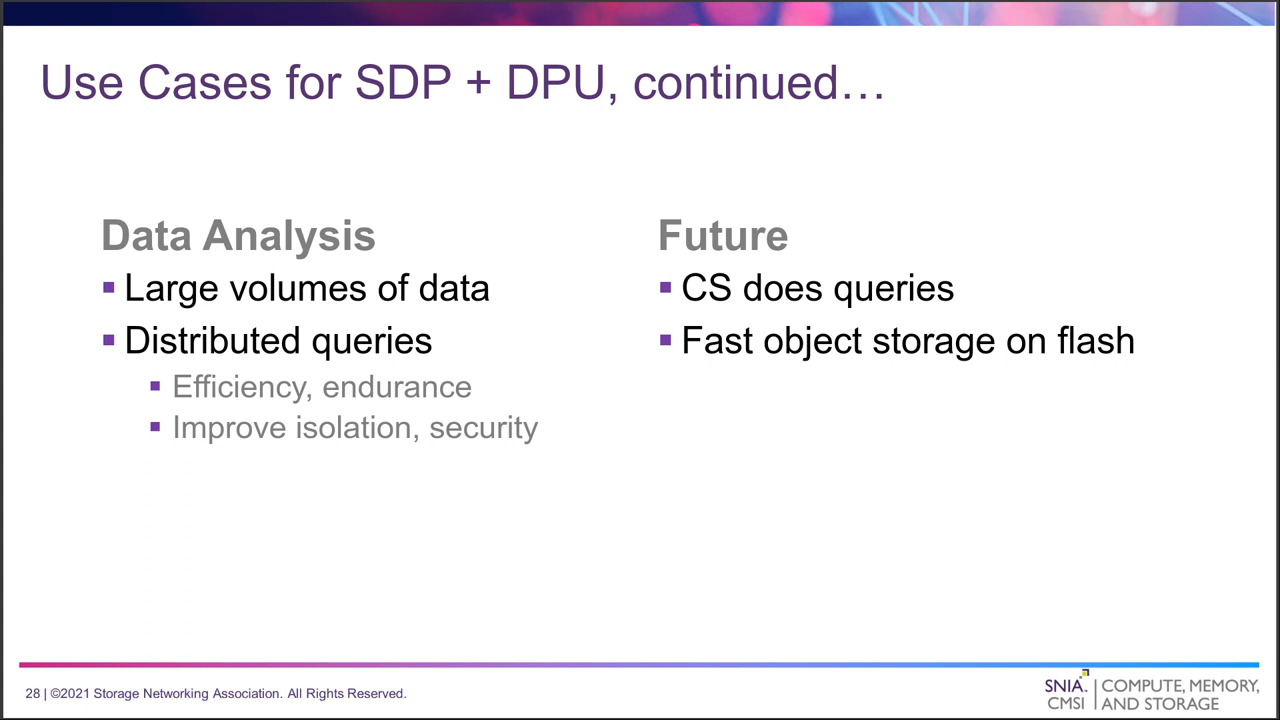 Use Cases for SDP + DPU, continued…
Data Analysis
▪ Large volumes of data
▪ Distributed queries
▪ Efficiency, endurance
▪ Improve isolation, security
Future
▪ CS does queries
▪ Fast object storage on flash
28 | ©2021 Storage Networking Association. All Rights Reserved.
SNIA. | COMPUTE, MEMORY,
CMSI | AND STORAGE